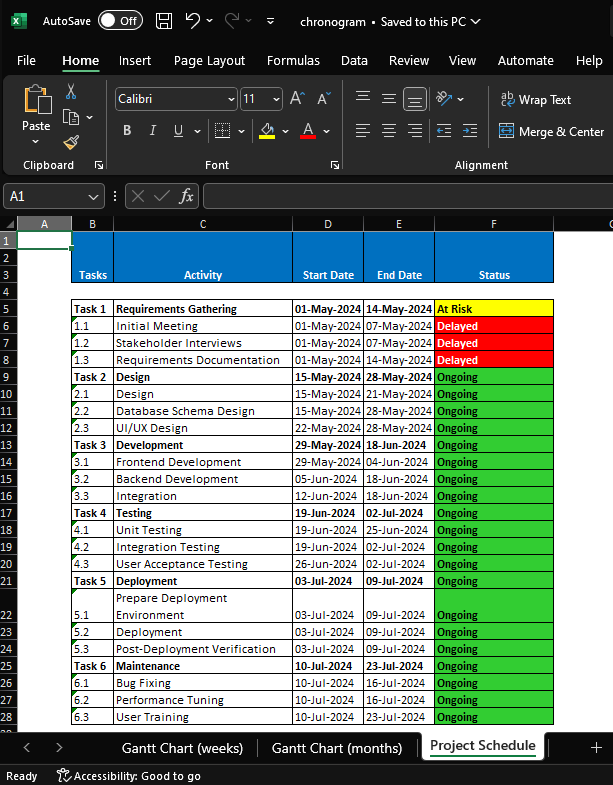 AutoSave Off chronogram • Saved to this PC
File Home Insert Page Layout Formulas Data Review View Automate Help
Paste Calibri 11 A A Wrap Text
B I U A Merge & Center
Clipboard Font Alignment
A1 fx
A B C D E F
1
2
3 Tasks Activity Start Date End Date Status
4
5 Task 1 Requirements Gathering 01-May-2024 14-May-2024 At Risk
6 1.1 Initial Meeting 01-May-2024 07-May-2024 Delayed
7 1.2 Stakeholder Interviews 01-May-2024 07-May-2024 Delayed
8 1.3 Requirements Documentation 01-May-2024 14-May-2024 Delayed
9 Task 2 Design 15-May-2024 28-May-2024 Ongoing
10 2.1 Design 15-May-2024 21-May-2024 Ongoing
11 2.2 Database Schema Design 15-May-2024 28-May-2024 Ongoing
12 2.3 UI/UX Design 22-May-2024 28-May-2024 Ongoing
13 Task 3 Development 29-May-2024 18-Jun-2024 Ongoing
14 3.1 Frontend Development 29-May-2024 04-Jun-2024 Ongoing
15 3.2 Backend Development 05-Jun-2024 18-Jun-2024 Ongoing
16 3.3 Integration 12-Jun-2024 18-Jun-2024 Ongoing
17 Task 4 Testing 19-Jun-2024 02-Jul-2024 Ongoing
18 4.1 Unit Testing 19-Jun-2024 25-Jun-2024 Ongoing
19 4.2 Integration Testing 19-Jun-2024 02-Jul-2024 Ongoing
20 4.3 User Acceptance Testing 26-Jun-2024 02-Jul-2024 Ongoing
21 Task 5 Deployment 03-Jul-2024 09-Jul-2024 Ongoing
Prepare Deployment
22 5.1 Environment 03-Jul-2024 09-Jul-2024 Ongoing
23 5.2 Deployment 03-Jul-2024 09-Jul-2024 Ongoing
24 5.3 Post-Deployment Verification 03-Jul-2024 09-Jul-2024 Ongoing
25 Task 6 Maintenance 10-Jul-2024 23-Jul-2024 Ongoing
26 6.1 Bug Fixing 10-Jul-2024 16-Jul-2024 Ongoing
27 6.2 Performance Tuning 10-Jul-2024 16-Jul-2024 Ongoing
28 6.3 User Training 10-Jul-2024 23-Jul-2024 Ongoing
Gantt Chart (weeks) Gantt Chart (months) Project Schedule
Ready Accessibility: Good to go